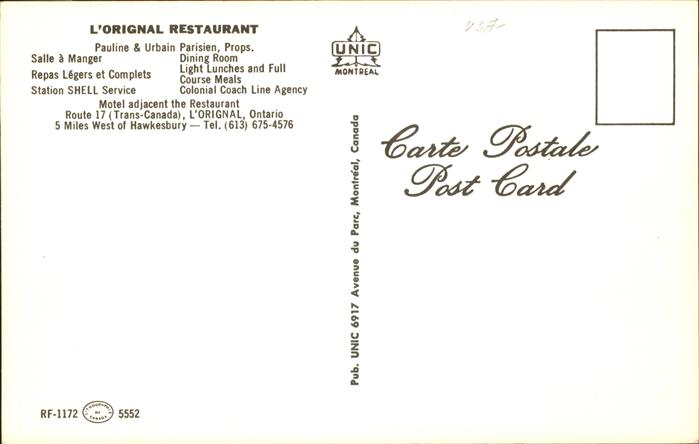 L'ORIGNAL RESTAURANT
Pauline & Urbain Parisien, Props.
Salle à Manger Dining Room
Repas Légers et Complets Light Lunches and Full Course Meals
Station SHELL Service Colonial Coach Line Agency
Motel adjacent the Restaurant
Route 17 (Trans-Canada), L'ORIGNAL, Ontario
5 Miles West of Hawkesbury — Tel. (613) 675-4576
RF-1172 5552
UNIC
MONTREAL
Pub. UNIC 6917 Avenue du Parc, Montréal, Canada
Carte Postale
Post Card